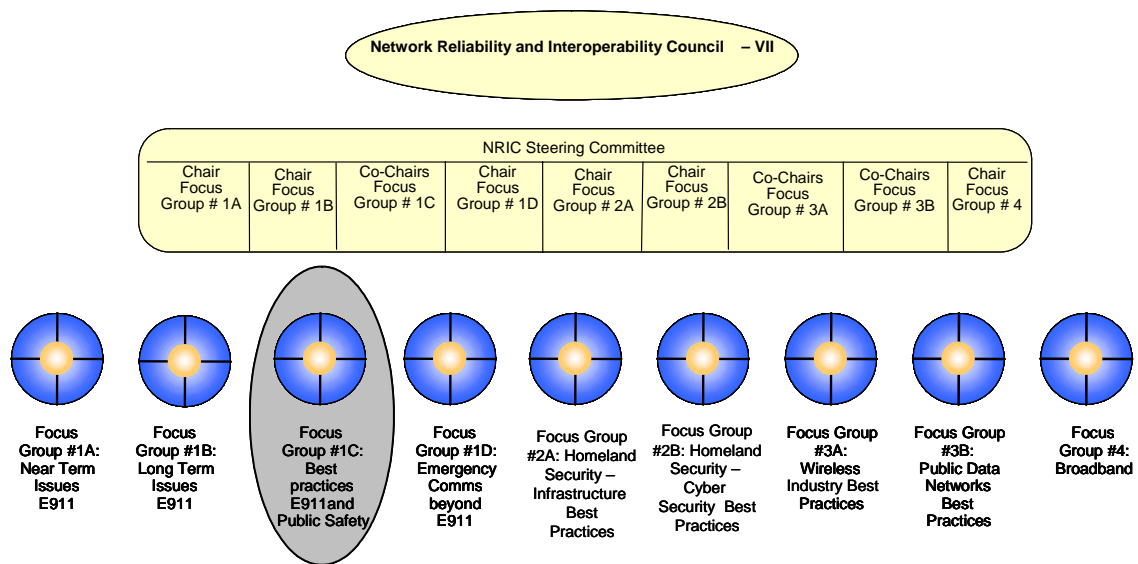 Network Reliability and Interoperability Council – VII
NRIC Steering Committee
Chair
Focus
Group # 1A
Chair
Focus
Group # 1B
Co-Chairs
Focus
Group # 1C
Chair
Focus
Group # 1D
Chair
Focus
Group # 2A
Chair
Focus
Group # 2B
Co-Chairs
Focus
Group # 3A
Co-Chairs
Focus
Group # 3B
Chair
Focus
Group # 4
Focus
Group #1A:
Near Term
Issues
E911
Focus
Group #1B:
Long Term
Issues
E911
Focus
Group #1C:
Best
practices
E911and
Public Safety
Focus
Group #1D:
Emergency
Comms
beyond
E911
Focus Group
#2A: Homeland
Security –
Infrastructure
Best
Practices
Focus Group
#2B: Homeland
Security –
Cyber
Security Best
Practices
Focus Group
#3A:
Wireless
Industry Best
Practices
Focus Group
#3B:
Public Data
Networks
Best
Practices
Focus
Group #4:
Broadband